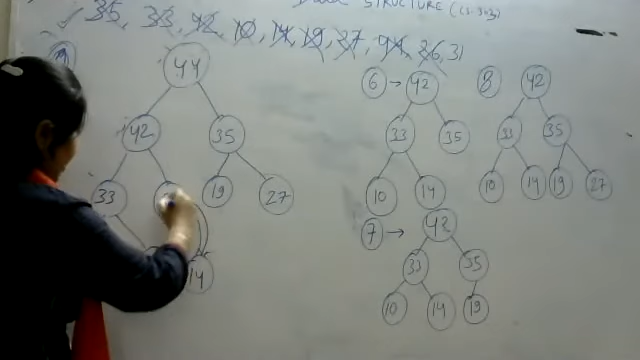 STRUCTURE (CS-303)
35, 33, 42, 10, 14, 19, 27, 44, 26, 31
44
42 35
33 19 27
14
6 → 42
33 35
10 14
8 42
33 35
10 14 19 27
7 → 42
33 35
10 14 19